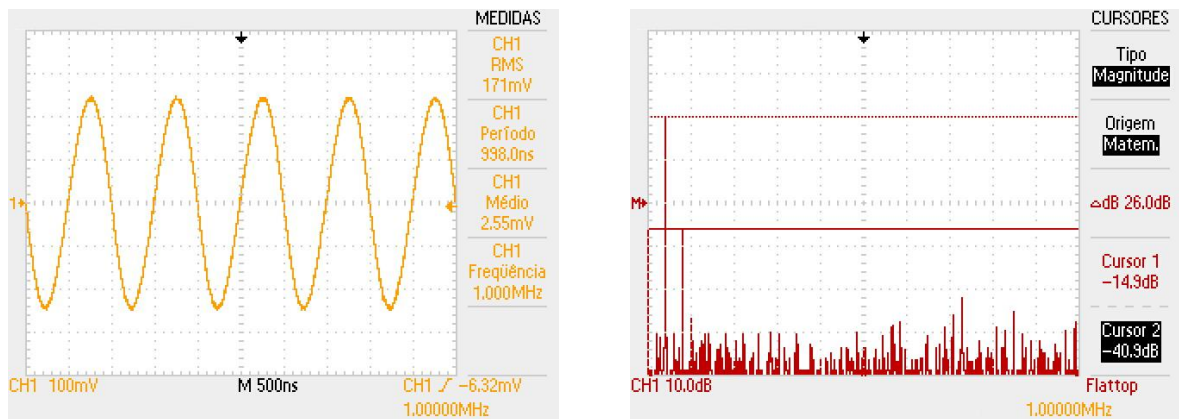 MEDIDAS
CH1
RMS
171mV
CH1
Período
998.0ns
CH1
Médio
2.55mV
CH1
Freqüência
1.000MHz
1
CH1 100mV
M 500ns
CH1 -6.32mV
1.00000MHz
CURSORES
Tipo
Magnitude
Origem
Matem.
M
△dB 26.0dB
Cursor 1
-14.9dB
Cursor 2
-40.9dB
CH1 10.0dB
Flattop
1.00000MHz